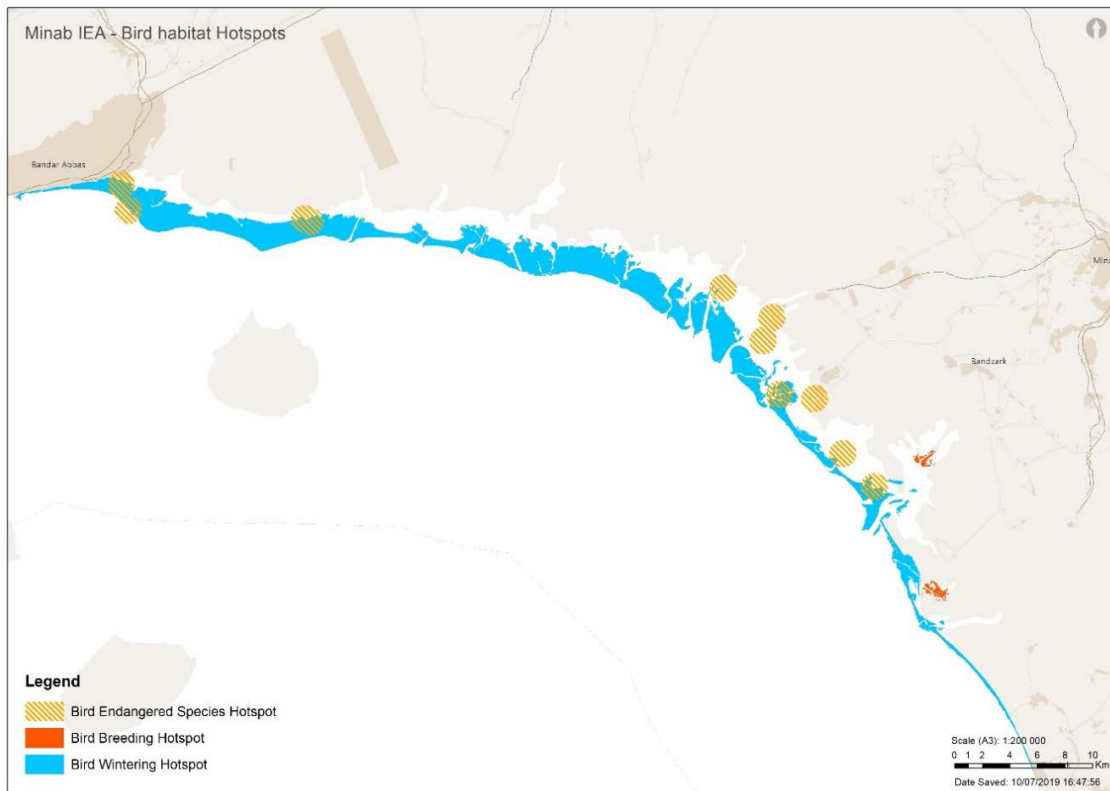 Minab IEA - Bird habitat Hotspots
Bandar Abbas
Mina
Bandzark
Legend
Bird Endangered Species Hotspot
Bird Breeding Hotspot
Bird Wintering Hotspot
Scale (A3): 1:200 000
0 1 2 4 6 8 10
Km
Date Saved: 10/07/2019 16:47:56